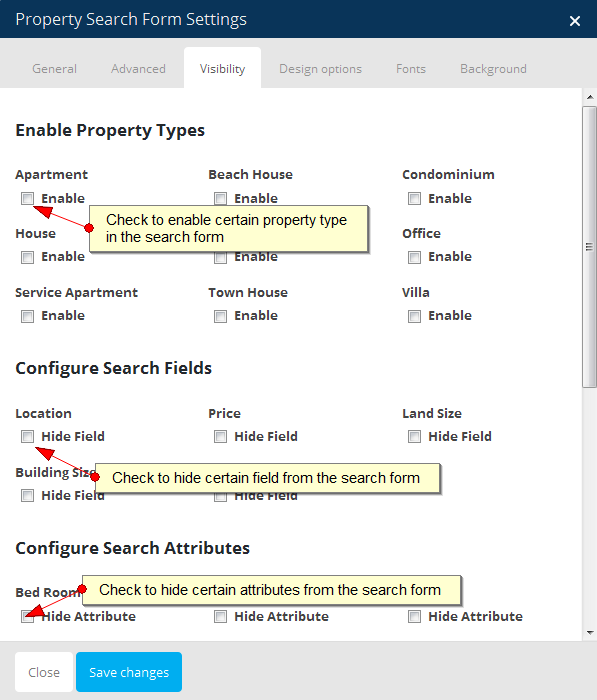 Property Search Form Settings ×
General Advanced Visibility Design options Fonts Background
Enable Property Types
Apartment Beach House Condominium
Enable Enable Enable
Check to enable certain property type
in the search form
House Office
Enable Enable Enable
Service Apartment Town House Villa
Enable Enable Enable
Configure Search Fields
Location Price Land Size
Hide Field Hide Field Hide Field
Building Size
Check to hide certain field from the search form
Hide Field Hide Field
Configure Search Attributes
Check to hide certain attributes from the search form
Bed Room
Hide Attribute Hide Attribute Hide Attribute
Close Save changes